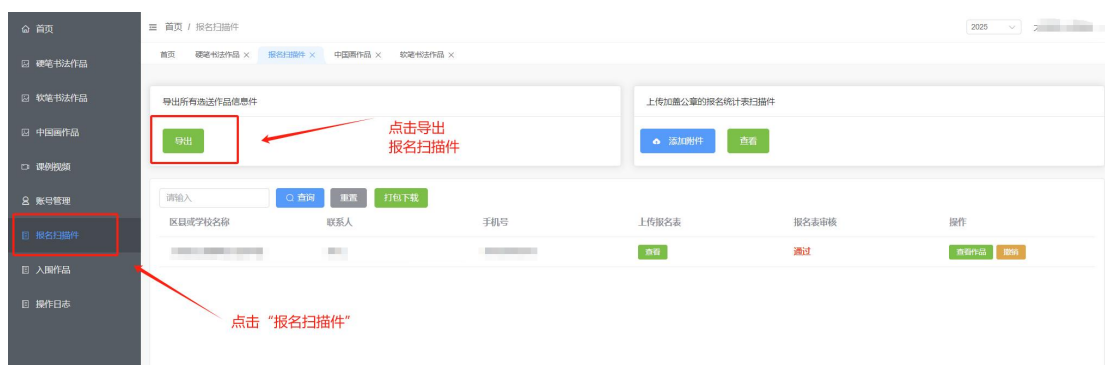 首页
硬笔书法作品
软笔书法作品
中国画作品
课例视频
账号管理
报名扫描件
入围作品
操作日志
首页 / 报名扫描件
2025
首页 硬笔书法作品 × 报名扫描件 × 中国画作品 × 软笔书法作品 ×
导出所有选送作品信息件
导出
点击导出
报名扫描件
上传加盖公章的报名统计表扫描件
添加附件 查看
请输入 查询 重置 打包下载
区县或学校名称 联系人 手机号 上传报名表 报名表审核 操作
查看 通过 查看作品 撤销
点击“报名扫描件”